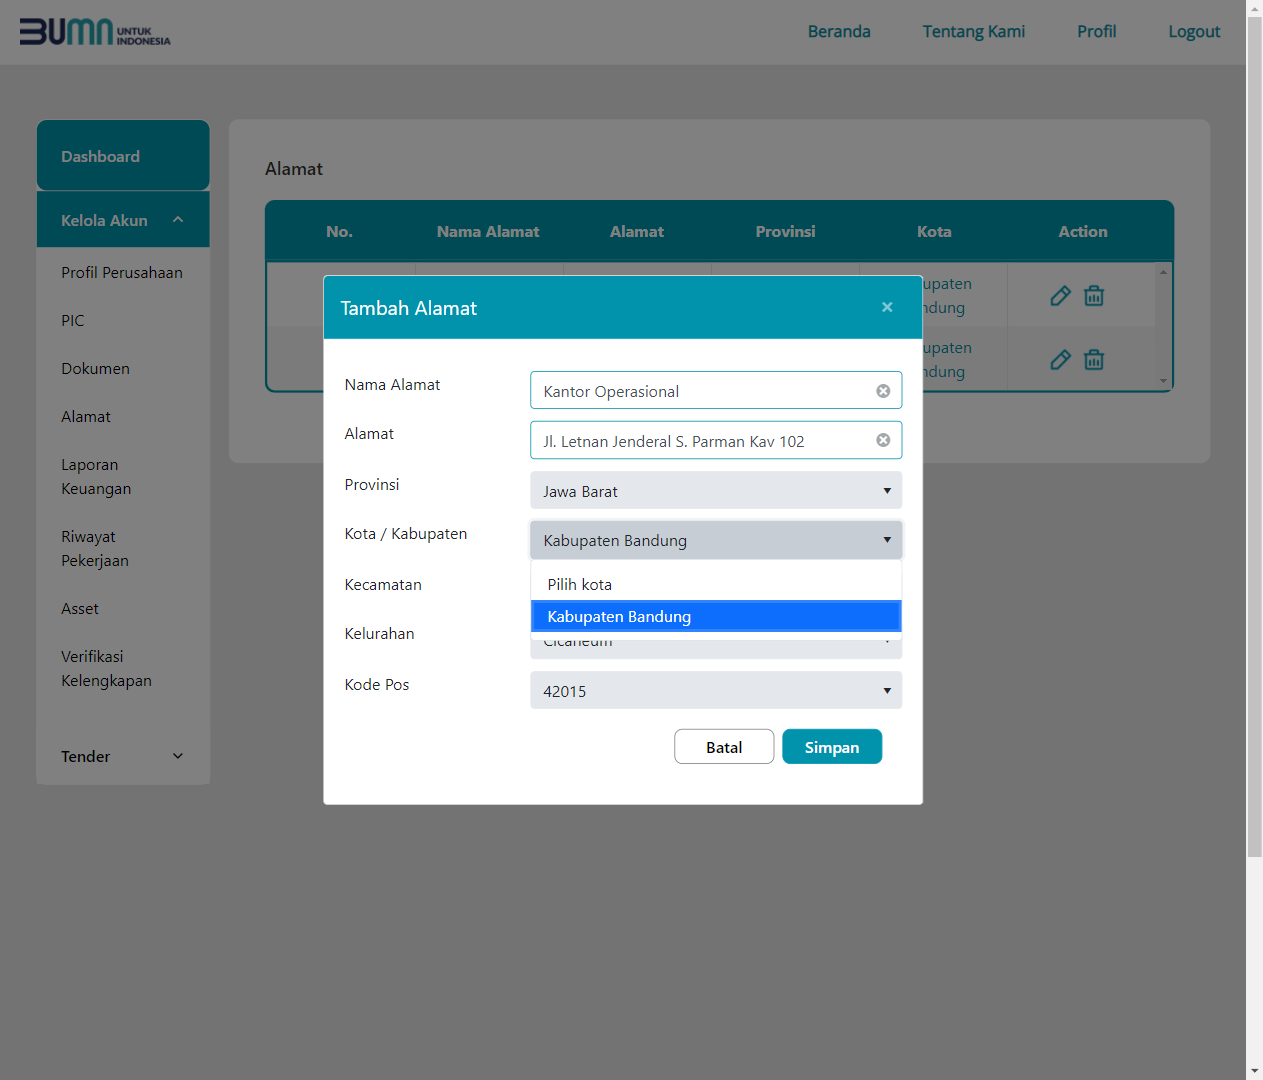 BUMN UNTUK INDONESIA
Beranda
Tentang Kami
Profil
Logout
Dashboard
Kelola Akun
Profil Perusahaan
PIC
Dokumen
Alamat
Laporan
Keuangan
Riwayat
Pekerjaan
Asset
Verifikasi
Kelengkapan
Tender
Alamat
No.
Nama Alamat
Alamat
Provinsi
Kota
Action
upaten
ndung
upaten
ndung
Tambah Alamat
×
Nama Alamat
Kantor Operasional
Alamat
Jl. Letnan Jenderal S. Parman Kav 102
Provinsi
Jawa Barat
Kota / Kabupaten
Kabupaten Bandung
Pilih kota
Kabupaten Bandung
Kecamatan
Kelurahan
Kode Pos
42015
Batal
Simpan